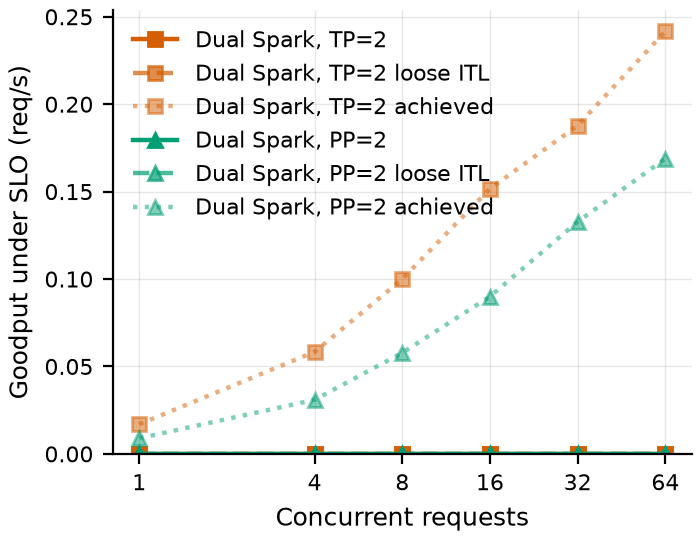 Goodput under SLO (req/s)
0.25
0.20
0.15
0.10
0.05
0.00
Dual Spark, TP=2
Dual Spark, TP=2 loose ITL
Dual Spark, TP=2 achieved
Dual Spark, PP=2
Dual Spark, PP=2 loose ITL
Dual Spark, PP=2 achieved
1 4 8 16 32 64
Concurrent requests